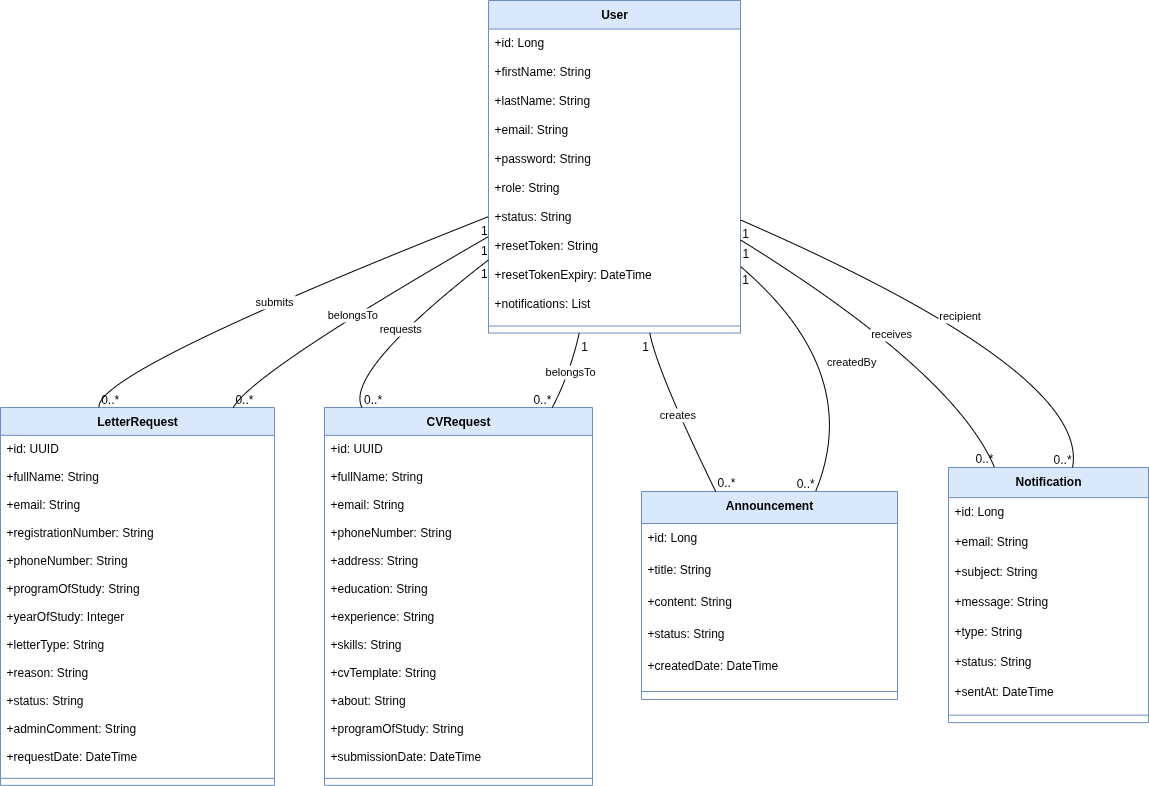 User
+id: Long
+firstName: String
+lastName: String
+email: String
+password: String
+role: String
+status: String
+resetToken: String
+resetTokenExpiry: DateTime
+notifications: List
1
1
1
1
1
1
1
1
submits
belongsTo
requests
belongsTo
creates
createdBy
receives
recipient
0..*
0..*
0..*
0..*
0..*
0..*
0..*
0..*
LetterRequest
+id: UUID
+fullName: String
+email: String
+registrationNumber: String
+phoneNumber: String
+programOfStudy: String
+yearOfStudy: Integer
+letterType: String
+reason: String
+status: String
+adminComment: String
+requestDate: DateTime
CVRequest
+id: UUID
+fullName: String
+email: String
+phoneNumber: String
+address: String
+education: String
+experience: String
+skills: String
+cvTemplate: String
+about: String
+programOfStudy: String
+submissionDate: DateTime
Announcement
+id: Long
+title: String
+content: String
+status: String
+createdDate: DateTime
Notification
+id: Long
+email: String
+subject: String
+message: String
+type: String
+status: String
+sentAt: DateTime